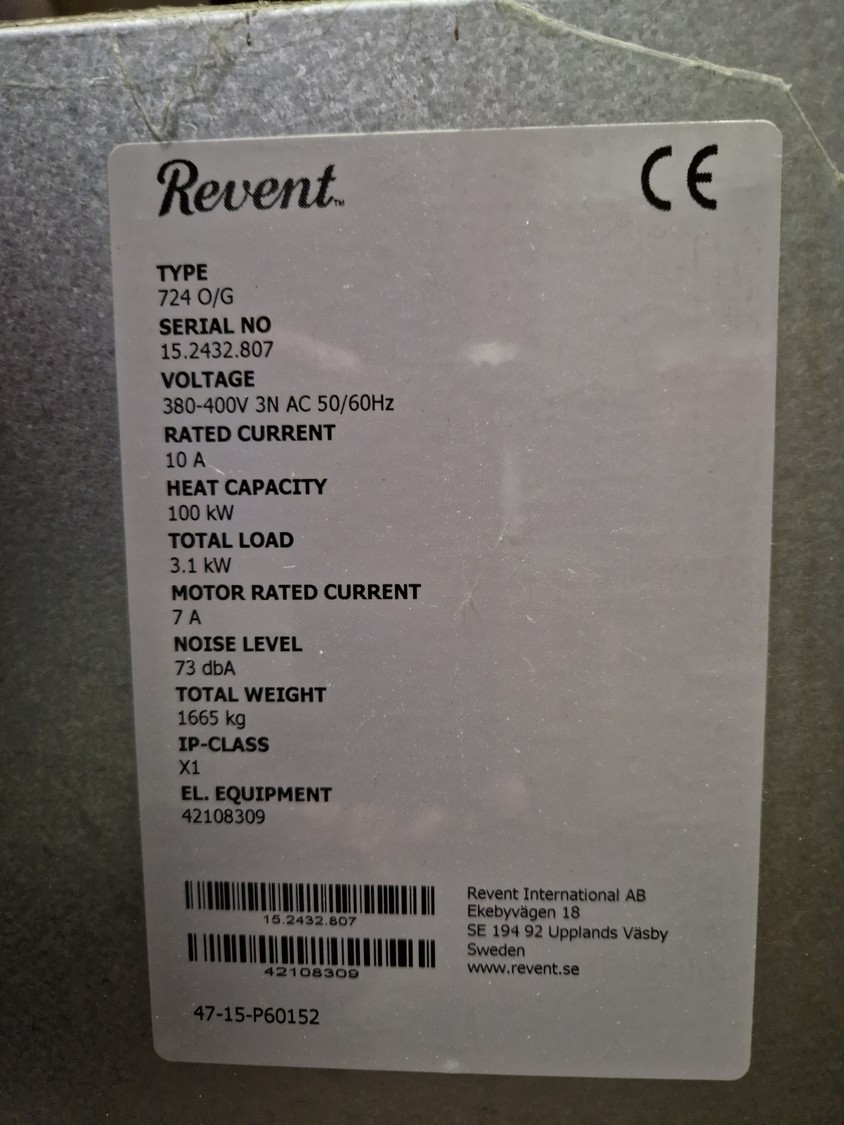 Revent™
CE
TYPE
724 O/G
SERIAL NO
15.2432.807
VOLTAGE
380-400V 3N AC 50/60Hz
RATED CURRENT
10 A
HEAT CAPACITY
100 kW
TOTAL LOAD
3.1 kW
MOTOR RATED CURRENT
7 A
NOISE LEVEL
73 dbA
TOTAL WEIGHT
1665 kg
IP-CLASS
X1
EL. EQUIPMENT
42108309
15.2432.807
42108309
Revent International AB
Ekebyvägen 18
SE 194 92 Upplands Väsby
Sweden
www.revent.se
47-15-P60152